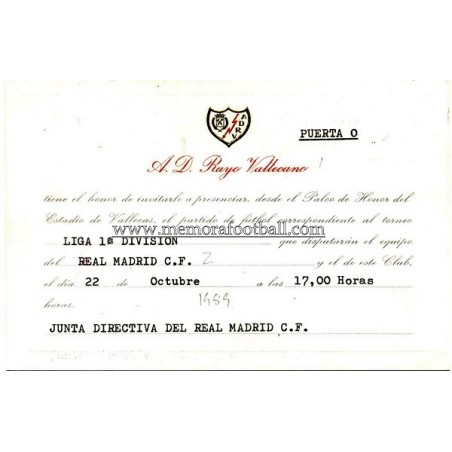 A D R V
PUERTA O
A. D. Rayo Vallecano 1
tiene el honor de invitarle a presenciar, desde el Palco de Honor del
Estadio de Vallecas, el partido de fútbol correspondiente al torneo
www.memorafootball.com
LIGA 1ª DIVISION que disputarán el equipo
del REAL MADRID C.F. 2 y el de este Club,
el día 22 de Octubre a las 17,00 Horas
horas. 1989
JUNTA DIRECTIVA DEL REAL MADRID C.F.